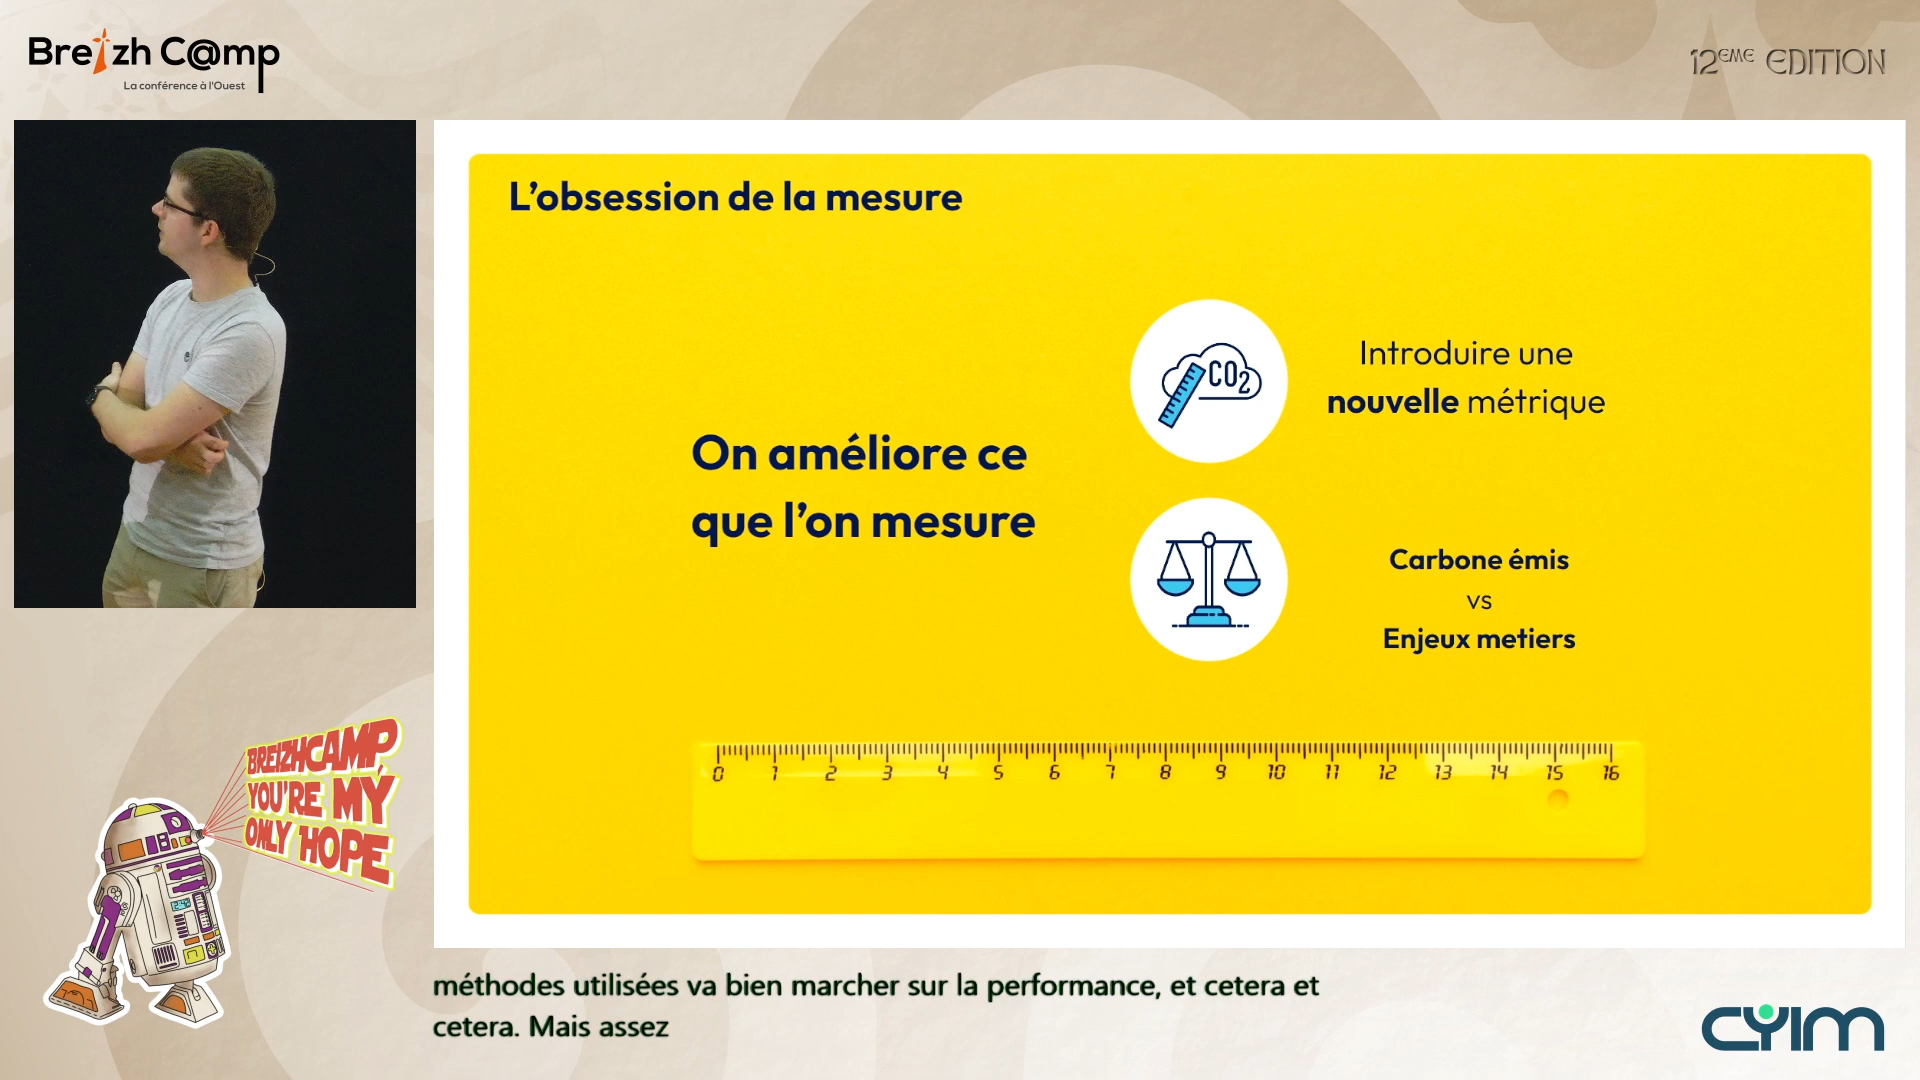 Breizh C@mp
La conférence à l'Ouest
12EME EDITION
L'obsession de la mesure
CO2
Introduire une
nouvelle métrique
On améliore ce
que l'on mesure
Carbone émis
vs
Enjeux metiers
0 1 2 3 4 5 6 7 8 9 10 11 12 13 14 15 16
BREIZHCAMP
YOU'RE MY
ONLY HOPE
méthodes utilisées va bien marcher sur la performance, et cetera et
cetera. Mais assez
CYIM